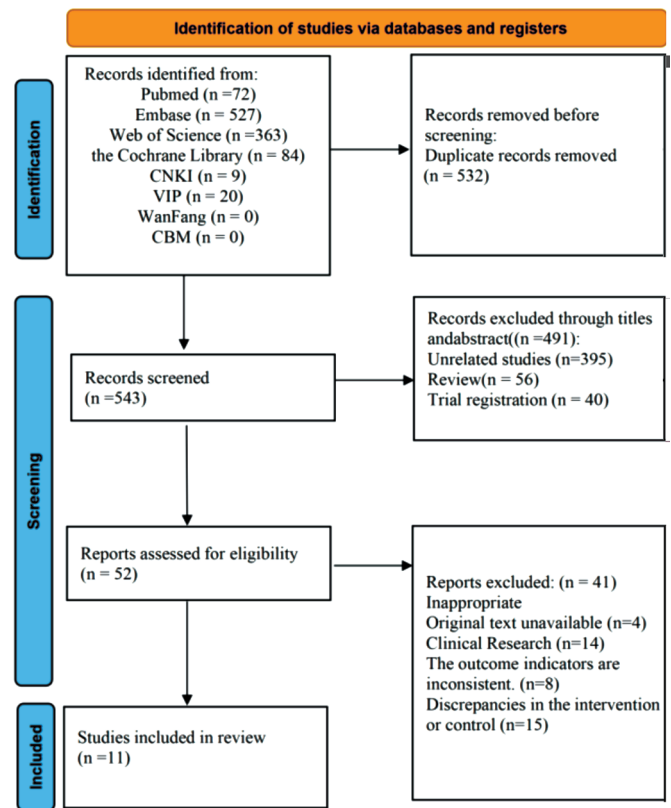 Identification of studies via databases and registers
Identification
Records identified from:
Pubmed (n =72)
Embase (n = 527)
Web of Science (n =363)
the Cochrane Library (n = 84)
CNKI (n = 9)
VIP (n = 20)
WanFang (n = 0)
CBM (n = 0)
Records removed before
screening:
Duplicate records removed
(n = 532)
Screening
Records screened
(n =543)
Records excluded through titles
andabstract((n =491):
Unrelated studies (n=395)
Review(n = 56)
Trial registration (n = 40)
Reports assessed for eligibility
(n = 52)
Reports excluded: (n = 41)
Inappropriate
Original text unavailable (n=4)
Clinical Research (n=14)
The outcome indicators are
inconsistent. (n=8)
Discrepancies in the intervention
or control (n=15)
Included
Studies included in review
(n =11)